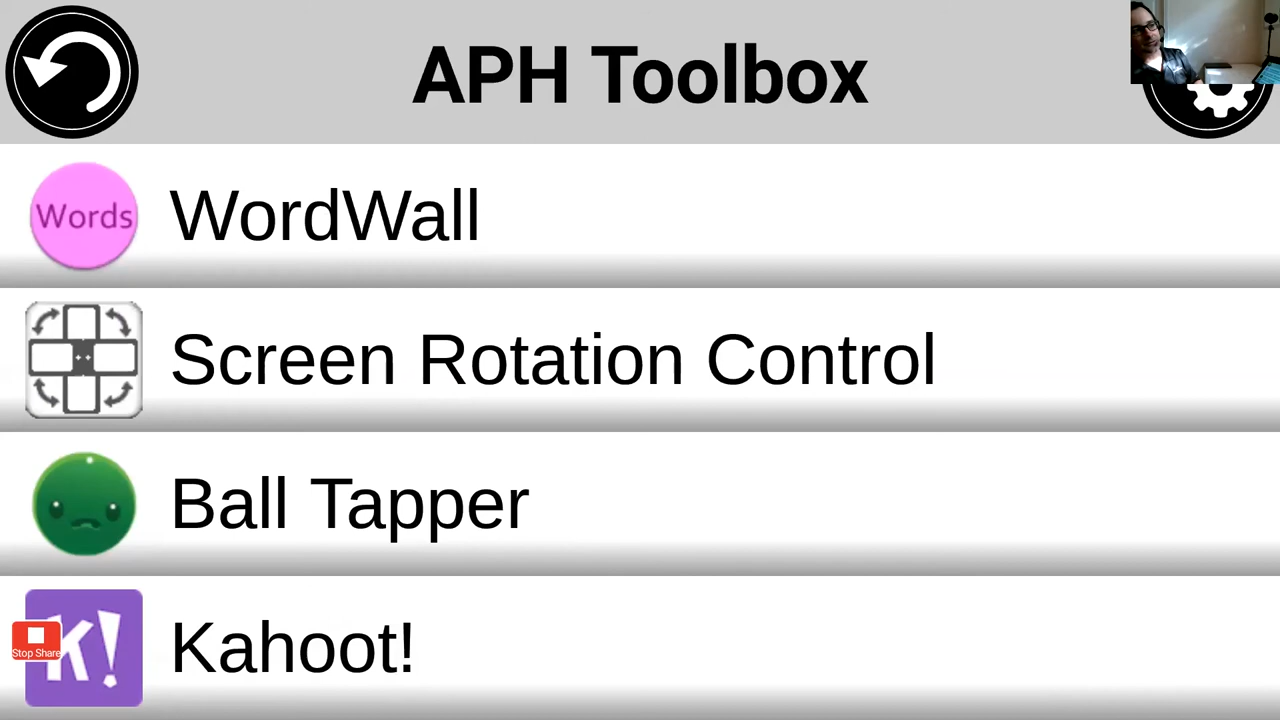 APH Toolbox
Words
WordWall
Screen Rotation Control
Ball Tapper
K!
Kahoot!
Stop Share